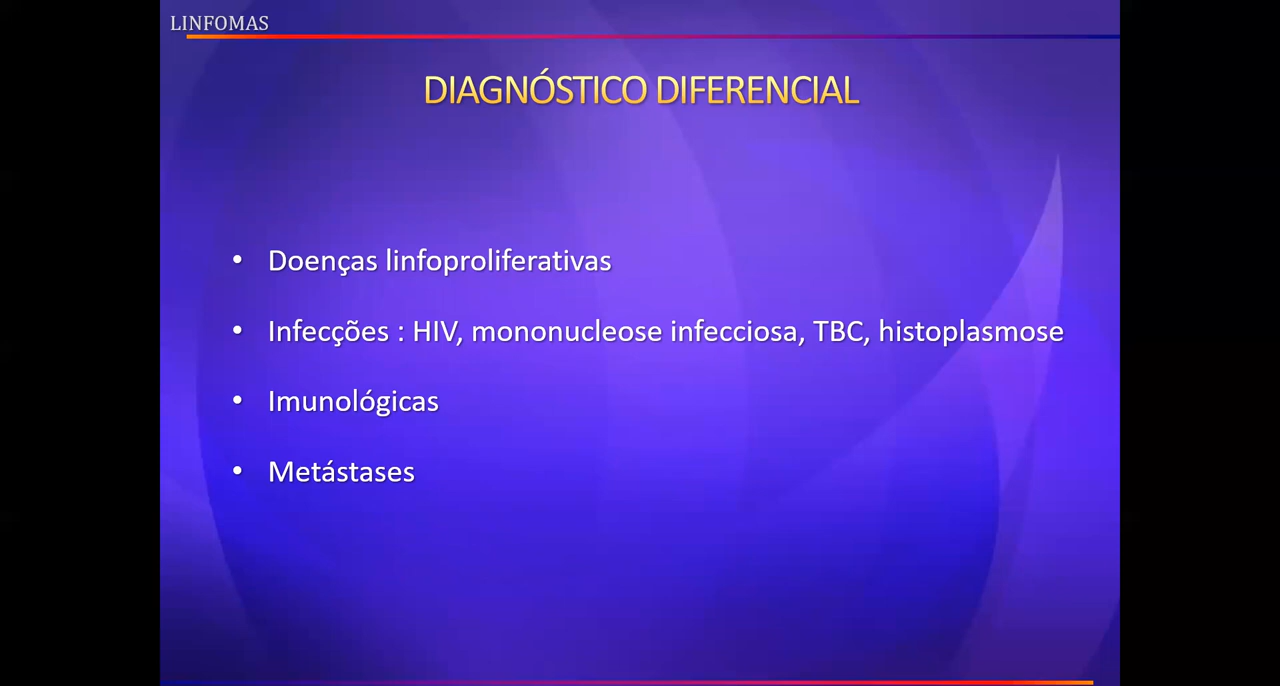 LINFOMAS
DIAGNÓSTICO DIFERENCIAL
• Doenças linfoproliferativas
• Infecções : HIV, mononucleose infecciosa, TBC, histoplasmose
• Imunológicas
• Metástases